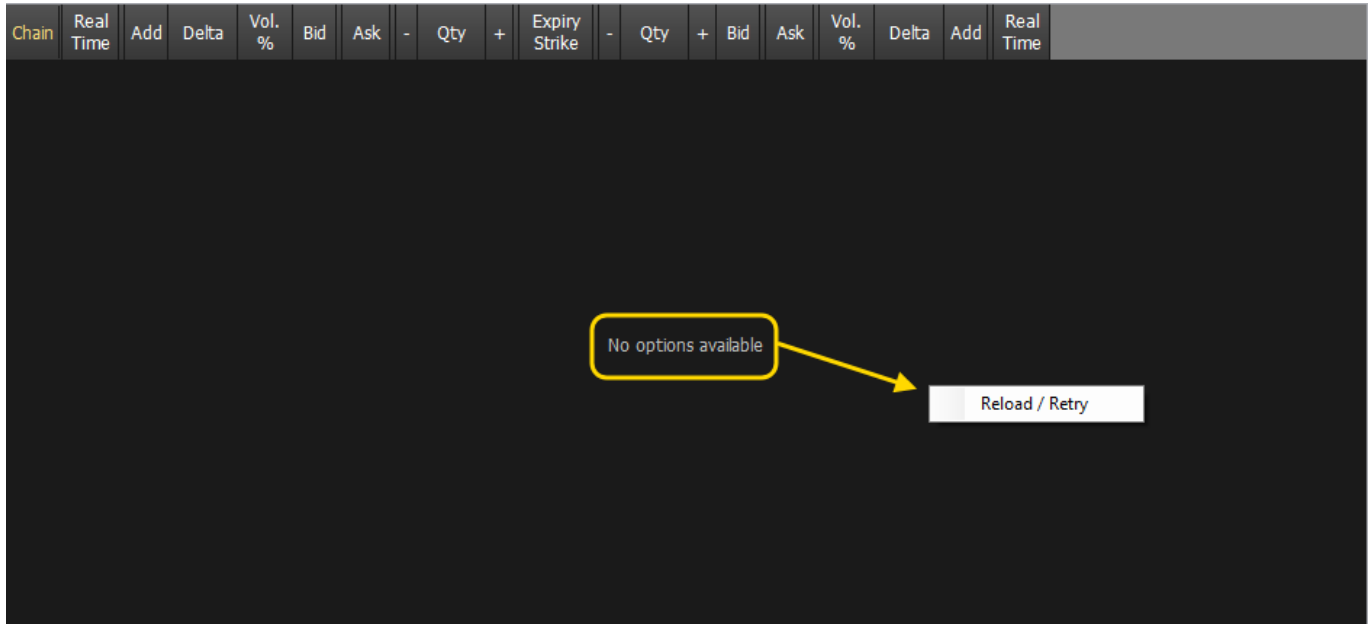 Chain Real Time Add Delta Vol. % Bid Ask - Qty + Expiry Strike - Qty + Bid Ask Vol. % Delta Add Real Time
No options available
Reload / Retry